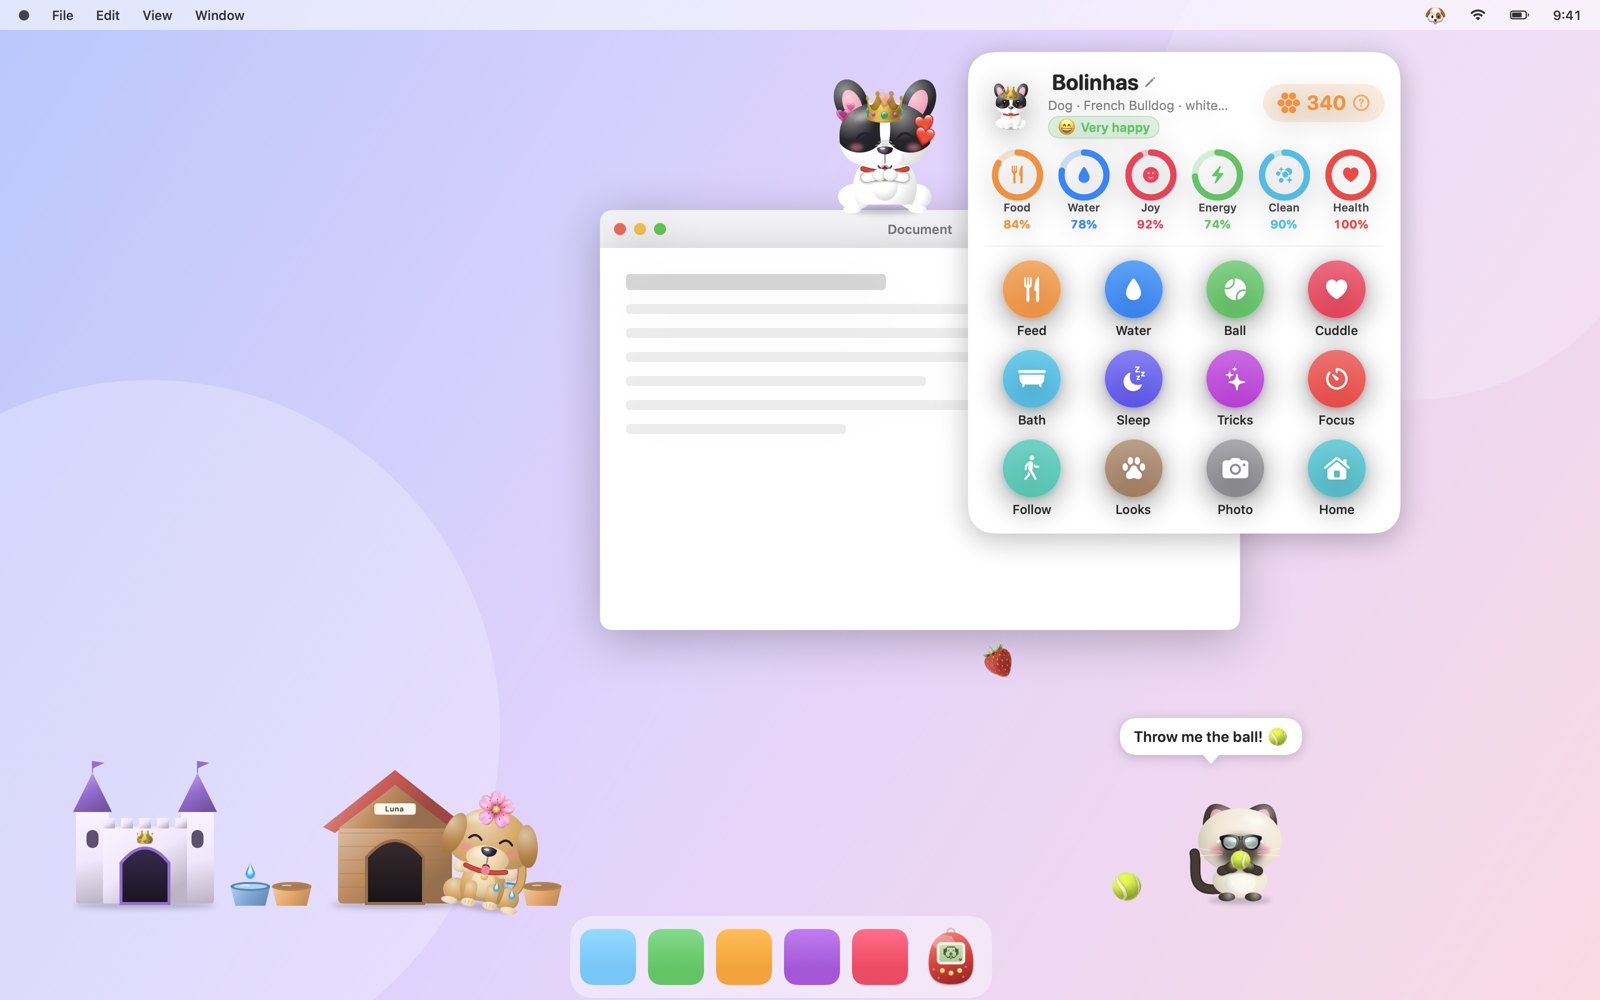 File Edit View Window 9:41
Bolinhas
Dog · French Bulldog · white...
340 ?
Very happy
Food Water Joy Energy Clean Health
84% 78% 92% 74% 90% 100%
Document
Feed Water Ball Cuddle
Bath Sleep Tricks Focus
Follow Looks Photo Home
Throw me the ball!
Luna